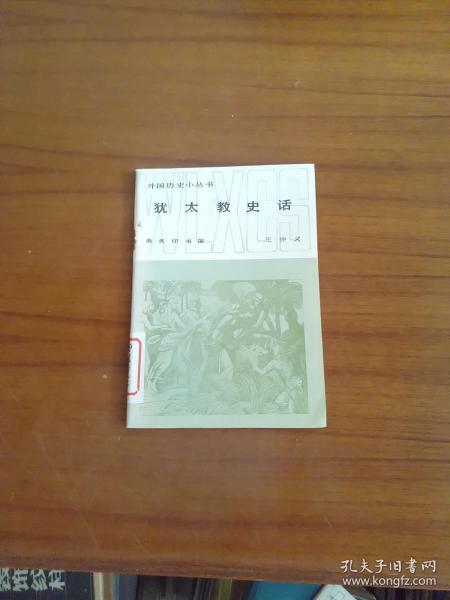 外国历史小丛书
WLXCS
犹太教史话
商务印书馆 王仲义
孔夫子旧书网
www.kongfz.com